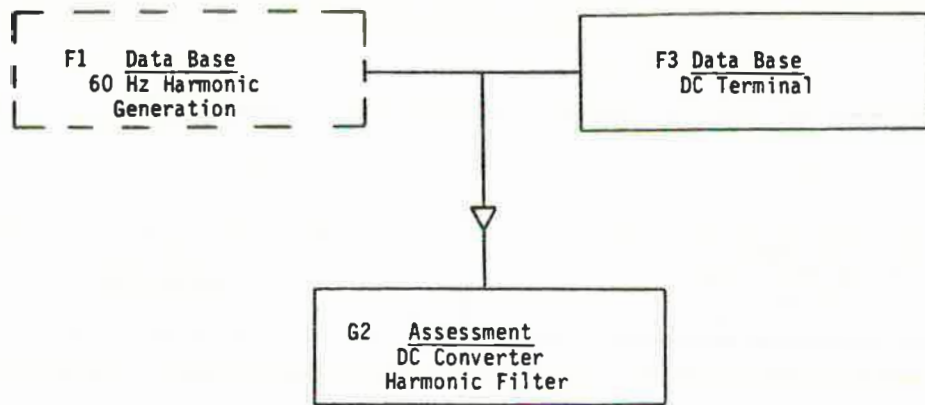 F1 Data Base
60 Hz Harmonic
Generation
F3 Data Base
DC Terminal
G2 Assessment
DC Converter
Harmonic Filter